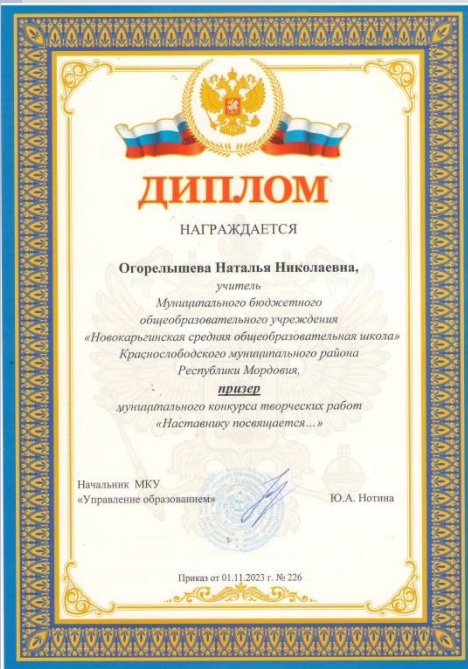 ДИПЛОМ
НАГРАЖДАЕТСЯ
Огорелышева Наталья Николаевна,
учитель
Муниципального бюджетного
общеобразовательного учреждения
«Новокарьгинская средняя общеобразовательная школа»
Краснослободского муниципального района
Республики Мордовия,
призер
муниципального конкурса творческих работ
«Наставнику посвящается…»
Начальник МКУ
«Управление образованием»
Ю.А. Нотина
Приказ от 01.11.2023 г. № 226